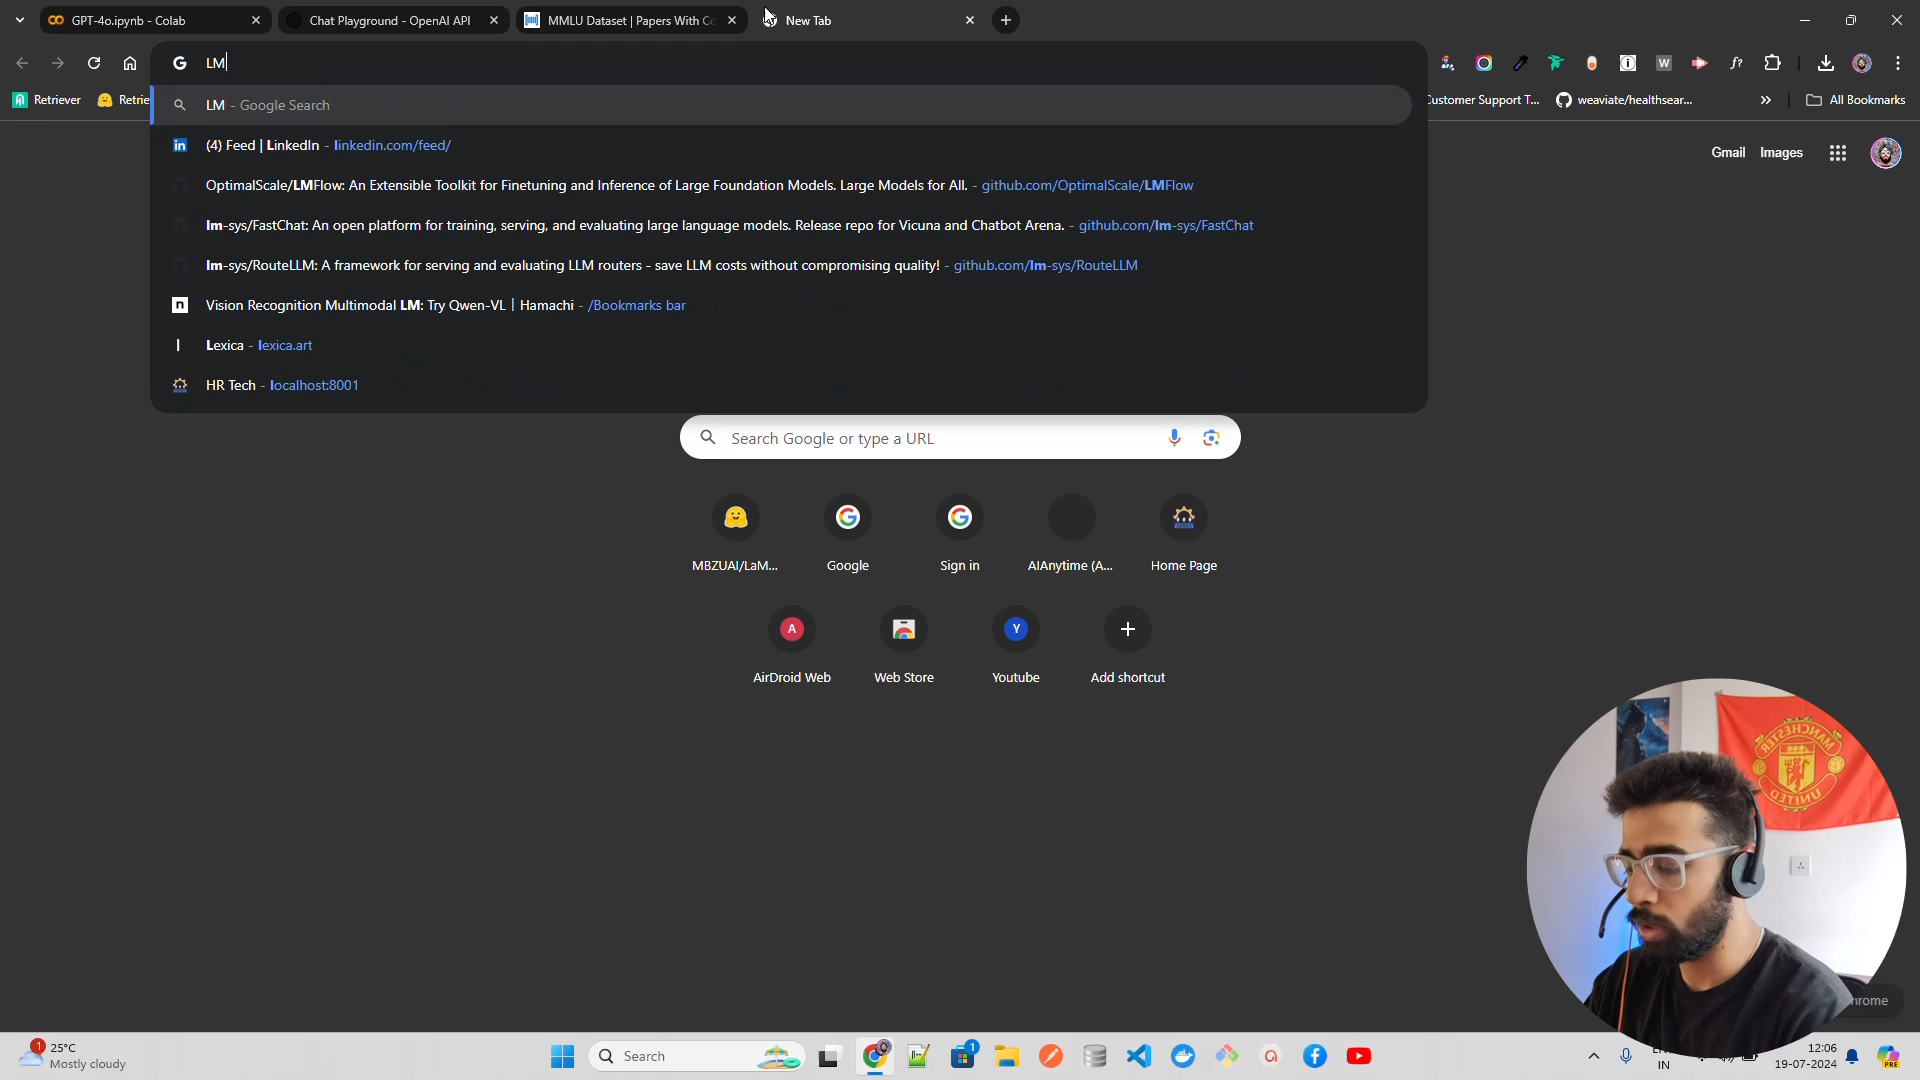 GPT-4o.ipynb - Colab
Chat Playground - OpenAI API
MMLU Dataset | Papers With Co
New Tab
LM
Retriever
Retrie
LM - Google Search
Customer Support T...
weaviate/healthsear...
All Bookmarks
(4) Feed | LinkedIn - linkedin.com/feed/
Gmail
Images
OptimalScale/LMFlow: An Extensible Toolkit for Finetuning and Inference of Large Foundation Models. Large Models for All. - github.com/OptimalScale/LMFlow
lm-sys/FastChat: An open platform for training, serving, and evaluating large language models. Release repo for Vicuna and Chatbot Arena. - github.com/lm-sys/FastChat
lm-sys/RouteLLM: A framework for serving and evaluating LLM routers - save LLM costs without compromising quality! - github.com/lm-sys/RouteLLM
Vision Recognition Multimodal LM: Try Qwen-VL | Hamachi - /Bookmarks bar
Lexica - lexica.art
HR Tech - localhost:8001
Search Google or type a URL
MBZUAI/LaM...
Google
Sign in
AIAnytime (A...
Home Page
AirDroid Web
Web Store
Youtube
Add shortcut
MANCHESTER
UNITED
hrome
25°C
Mostly cloudy
Search
IN
12:06
19-07-2024